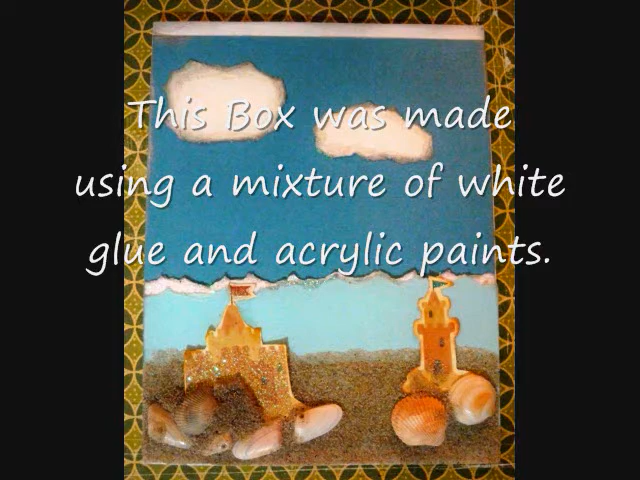 This Box was made
using a mixture of white
glue and acrylic paints.